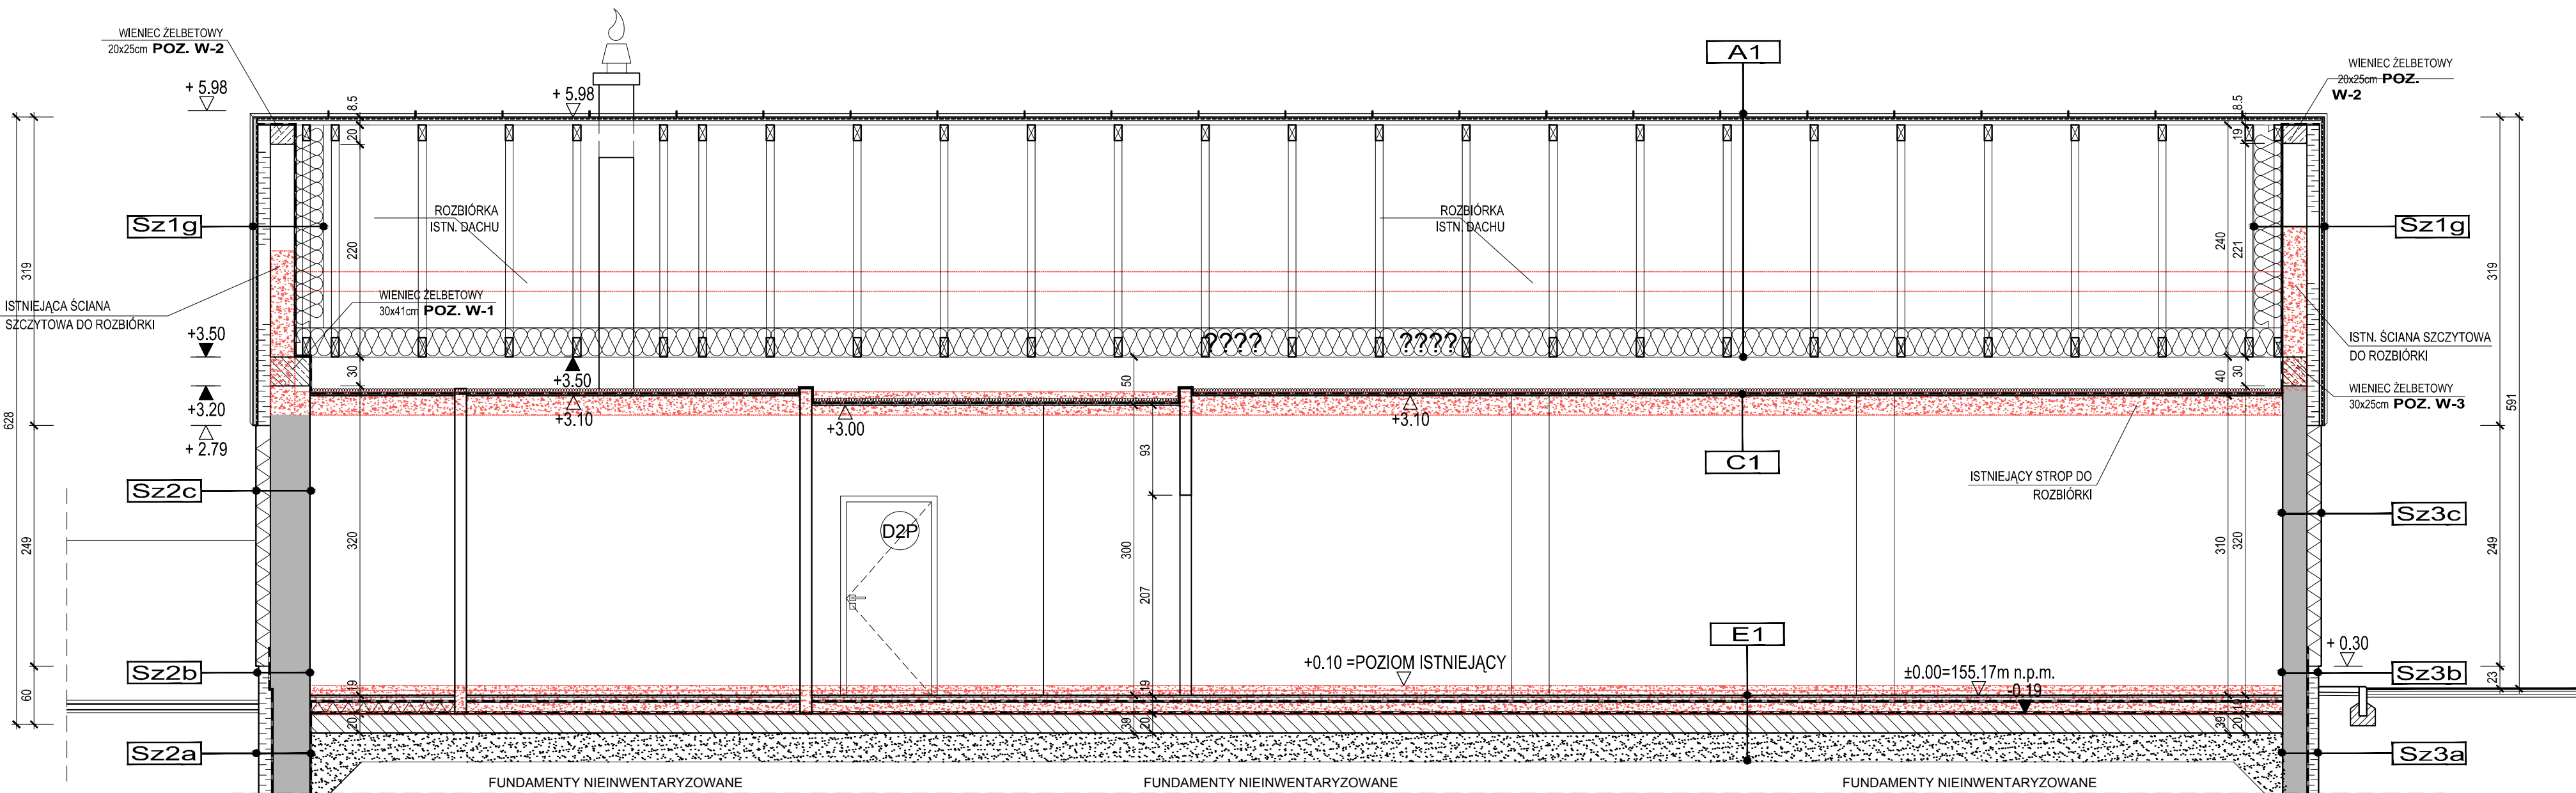 WIENIEC ŻELBETOWY
20x25cm POZ. W-2
A1
WIENIEC ŻELBETOWY
20x25cm POZ.
W-2
+ 5.98
+ 5.98
8.5
20
8.5
19
Sz1g
ROZBIÓRKA
ISTN. DACHU
ROZBIÓRKA
ISTN. DACHU
Sz1g
319
220
240
221
319
ISTNIEJĄCA ŚCIANA
SZCZYTOWA DO ROZBIÓRKI
WIENIEC ŻELBETOWY
30x41cm POZ. W-1
+3.50
????
????
ISTN. ŚCIANA SZCZYTOWA
DO ROZBIÓRKI
30
+3.50
50
40
30
WIENIEC ŻELBETOWY
30x25cm POZ. W-3
+3.20
628
591
+3.10
+3.00
+3.10
+ 2.79
93
C1
ISTNIEJĄCY STROP DO
ROZBIÓRKI
Sz2c
Sz3c
249
320
D2P
300
207
310
320
249
E1
+ 0.30
+0.10 =POZIOM ISTNIEJĄCY
±0.00=155.17m n.p.m.
-0.19
Sz2b
Sz3b
60
19
19
19
23
20
39
20
39
20
Sz2a
Sz3a
FUNDAMENTY NIEINWENTARYZOWANE
FUNDAMENTY NIEINWENTARYZOWANE
FUNDAMENTY NIEINWENTARYZOWANE